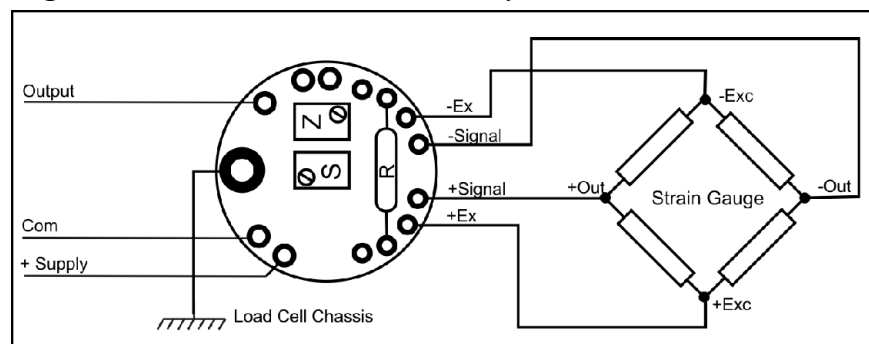 Output
Z
S
R
-Ex
-Signal
+Signal
+Ex
Com
+ Supply
Load Cell Chassis
-Exc
+Out
Strain Gauge
-Out
+Exc